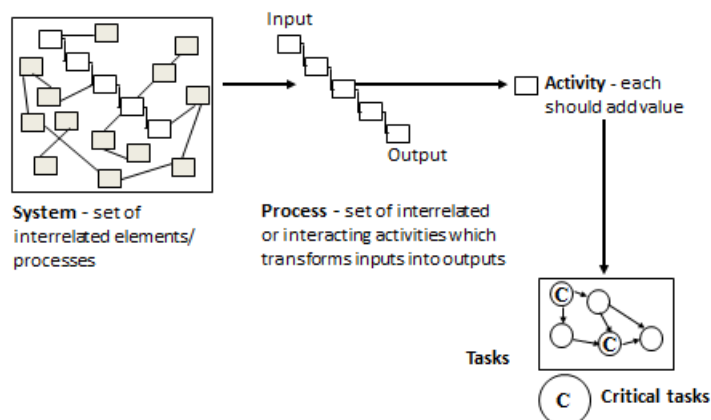 Input
Output
Activity - each
should add value
System - set of
interrelated elements/
processes
Process - set of interrelated
or interacting activities which
transforms inputs into outputs
C
C
Tasks
C
Critical tasks